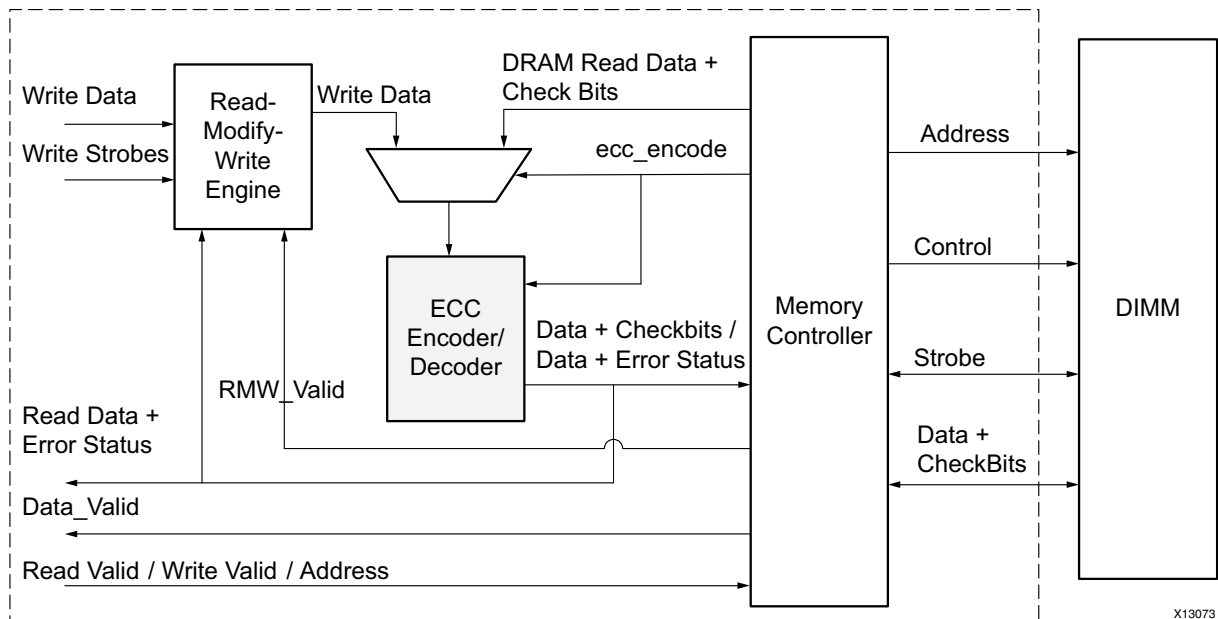 DRAM Read Data +
Check Bits
Write Data
Write Data
Read-
Modify-
Write
Engine
ecc_encode
Address
Write Strobes
Control
ECC
Encoder/
Decoder
Memory
Controller
DIMM
Data + Checkbits /
Data + Error Status
Strobe
RMW_Valid
Read Data +
Error Status
Data +
CheckBits
Data_Valid
Read Valid / Write Valid / Address
X13073